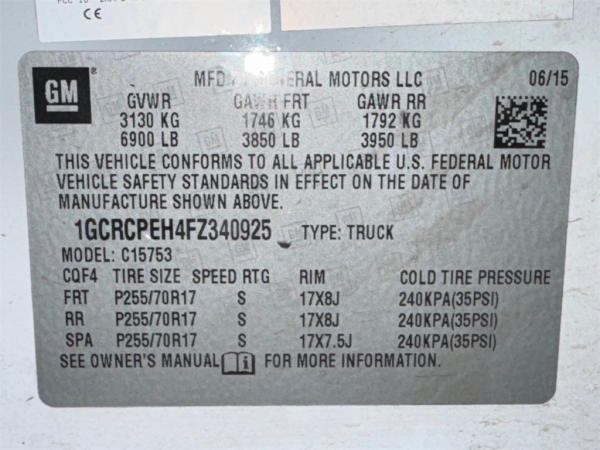 CE
GM
MFD BY GENERAL MOTORS LLC 06/15
GVWR GAWR FRT GAWR RR
3130 KG 1746 KG 1792 KG
6900 LB 3850 LB 3950 LB
THIS VEHICLE CONFORMS TO ALL APPLICABLE U.S. FEDERAL MOTOR
VEHICLE SAFETY STANDARDS IN EFFECT ON THE DATE OF
MANUFACTURE SHOWN ABOVE.
1GCRCPEH4FZ340925 TYPE: TRUCK
MODEL: C15753
CQF4 TIRE SIZE SPEED RTG RIM COLD TIRE PRESSURE
FRT P255/70R17 S 17X8J 240KPA(35PSI)
RR P255/70R17 S 17X8J 240KPA(35PSI)
SPA P255/70R17 S 17X7.5J 240KPA(35PSI)
SEE OWNER'S MANUAL FOR MORE INFORMATION.